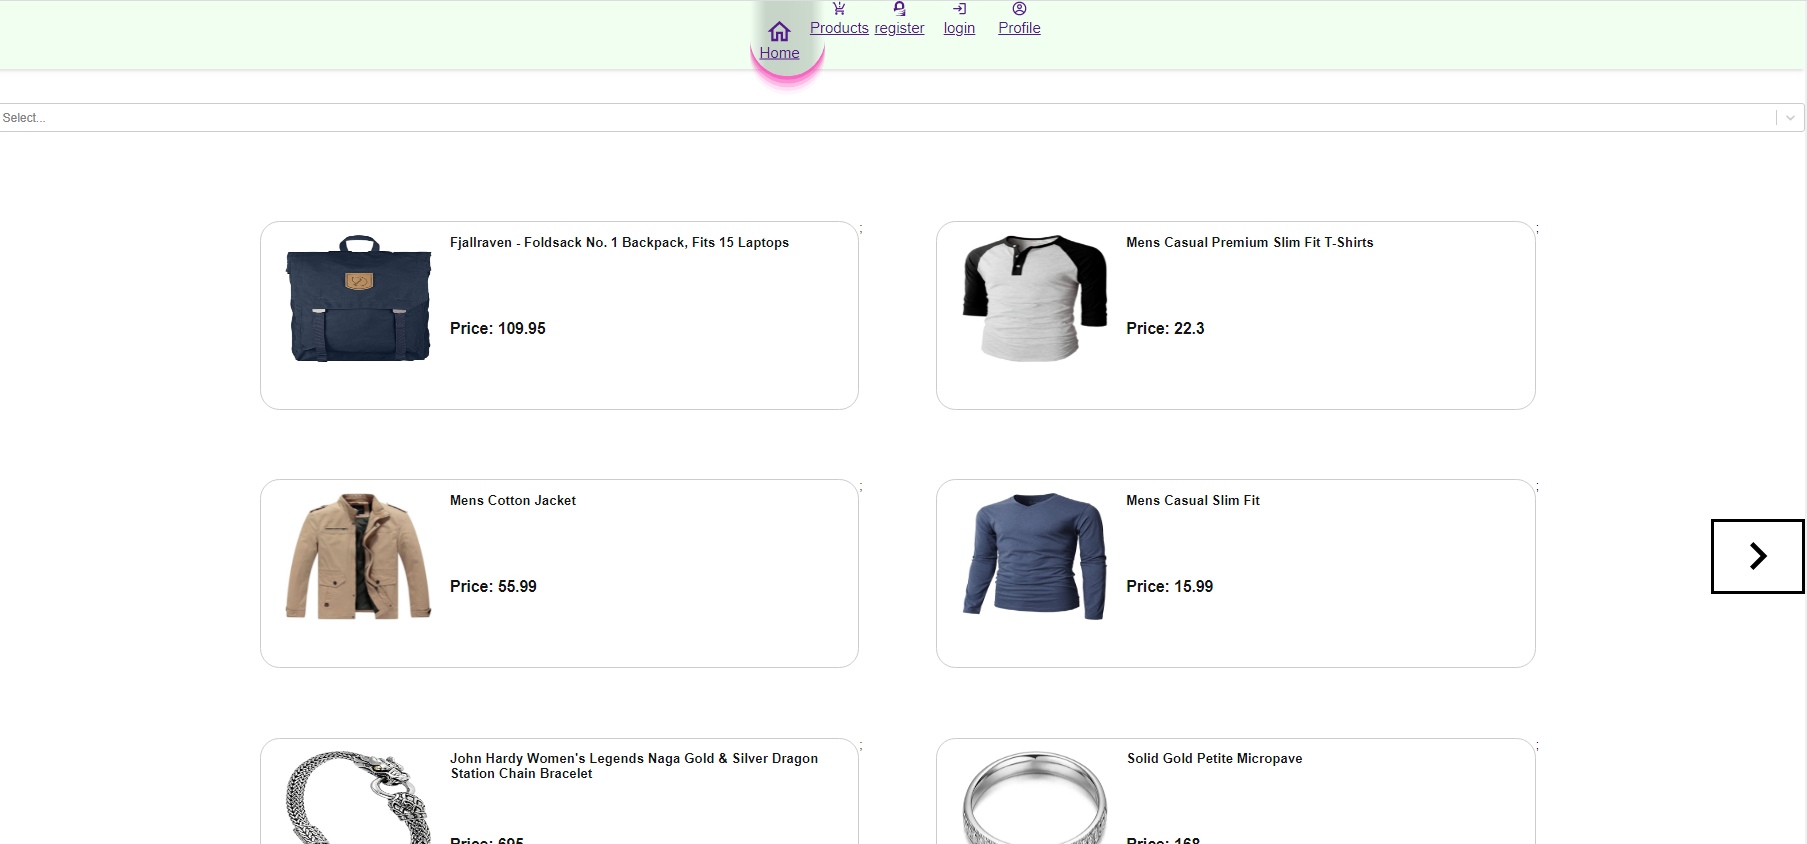 Products register login Profile
Home
Select...
Fjallraven - Foldsack No. 1 Backpack, Fits 15 Laptops
Price: 109.95
;
Mens Casual Premium Slim Fit T-Shirts
Price: 22.3
;
Mens Cotton Jacket
Price: 55.99
;
Mens Casual Slim Fit
Price: 15.99
;
John Hardy Women's Legends Naga Gold & Silver Dragon
Station Chain Bracelet
Price: 695
;
Solid Gold Petite Micropave
Price: 168
;